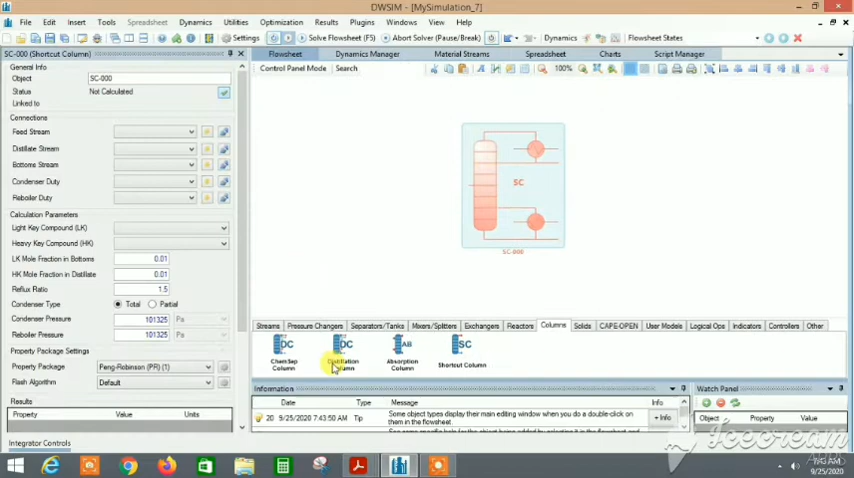 DWSIM - [MySimulation_7]
File Edit Insert Tools Spreadsheet Dynamics Utilities Optimization Results Plugins Windows View Help
Settings Solve Flowsheet (F5) Abort Solver (Pause/Break) Dynamics Flowsheet States
SC-000 (Shortcut Column)
Flowsheet Dynamics Manager Material Streams Spreadsheet Charts Script Manager
Control Panel Mode Search 100%
General Info
Object SC-000
Status Not Calculated
Linked to
Connections
Feed Stream
Distillate Stream
Bottoms Stream
Condenser Duty
Reboiler Duty
Calculation Parameters
Light Key Compound (LK)
Heavy Key Compound (HK)
LK Mole Fraction in Bottoms 0.01
HK Mole Fraction in Distillate 0.01
Reflux Ratio 1.5
Condenser Type Total Partial
Condenser Pressure 101325 Pa
Reboiler Pressure 101325 Pa
Property Package Settings
Property Package Peng-Robinson (PR) (1)
Flash Algorithm Default
Results
Property Value Units
Integrator Controls
SC
SC-000
Streams Pressure Changers Separators/Tanks Mixers/Splitters Exchangers Reactors Columns Solids CAPE-OPEN User Models Logical Ops Indicators Controllers Other
DC DC AB SC
ChemSep Column
Distillation Column
Absorption Column
Shortcut Column
Information
Date Type Message Info
20 9/25/2020 7:43:50 AM Tip Some object types display their main editing window when you do a double-click on them in the flowsheet. + Info
Watch Panel
Object Property Value
Icecream
7:43 AM
9/25/2020